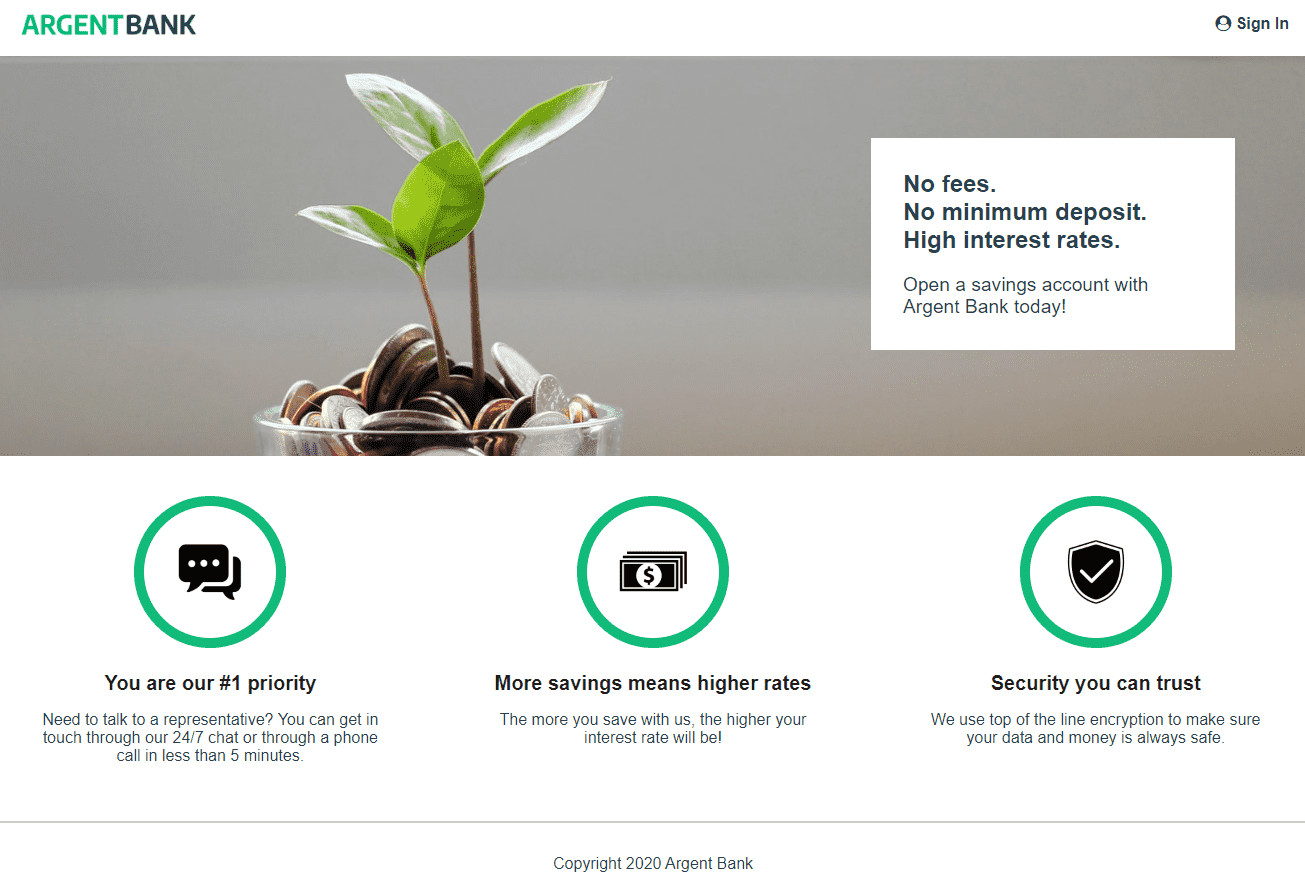 ARGENTBANK
Sign In
No fees.
No minimum deposit.
High interest rates.
Open a savings account with
Argent Bank today!
You are our #1 priority
Need to talk to a representative? You can get in
touch through our 24/7 chat or through a phone
call in less than 5 minutes.
More savings means higher rates
The more you save with us, the higher your
interest rate will be!
Security you can trust
We use top of the line encryption to make sure
your data and money is always safe.
Copyright 2020 Argent Bank